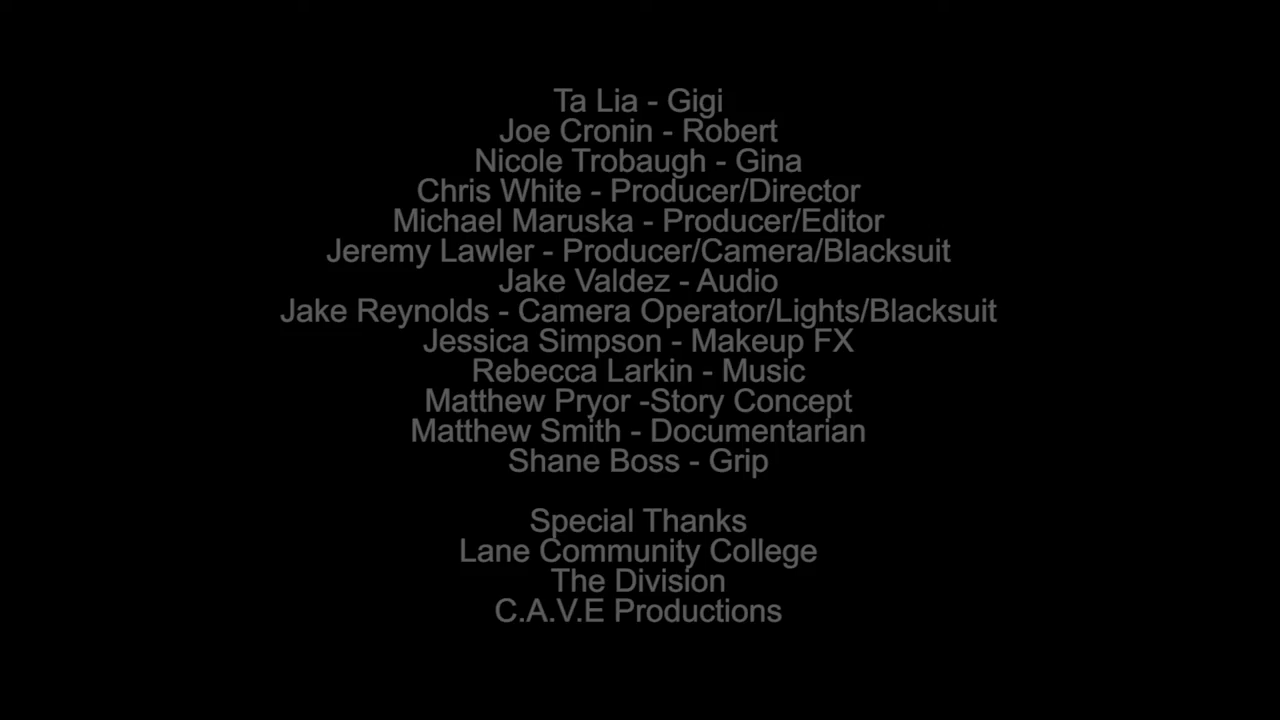 Ta Lia - Gigi
Joe Cronin - Robert
Nicole Trobaugh - Gina
Chris White - Producer/Director
Michael Maruska - Producer/Editor
Jeremy Lawler - Producer/Camera/Blacksuit
Jake Valdez - Audio
Jake Reynolds - Camera Operator/Lights/Blacksuit
Jessica Simpson - Makeup FX
Rebecca Larkin - Music
Matthew Pryor -Story Concept
Matthew Smith - Documentarian
Shane Boss - Grip
Special Thanks
Lane Community College
The Division
C.A.V.E Productions